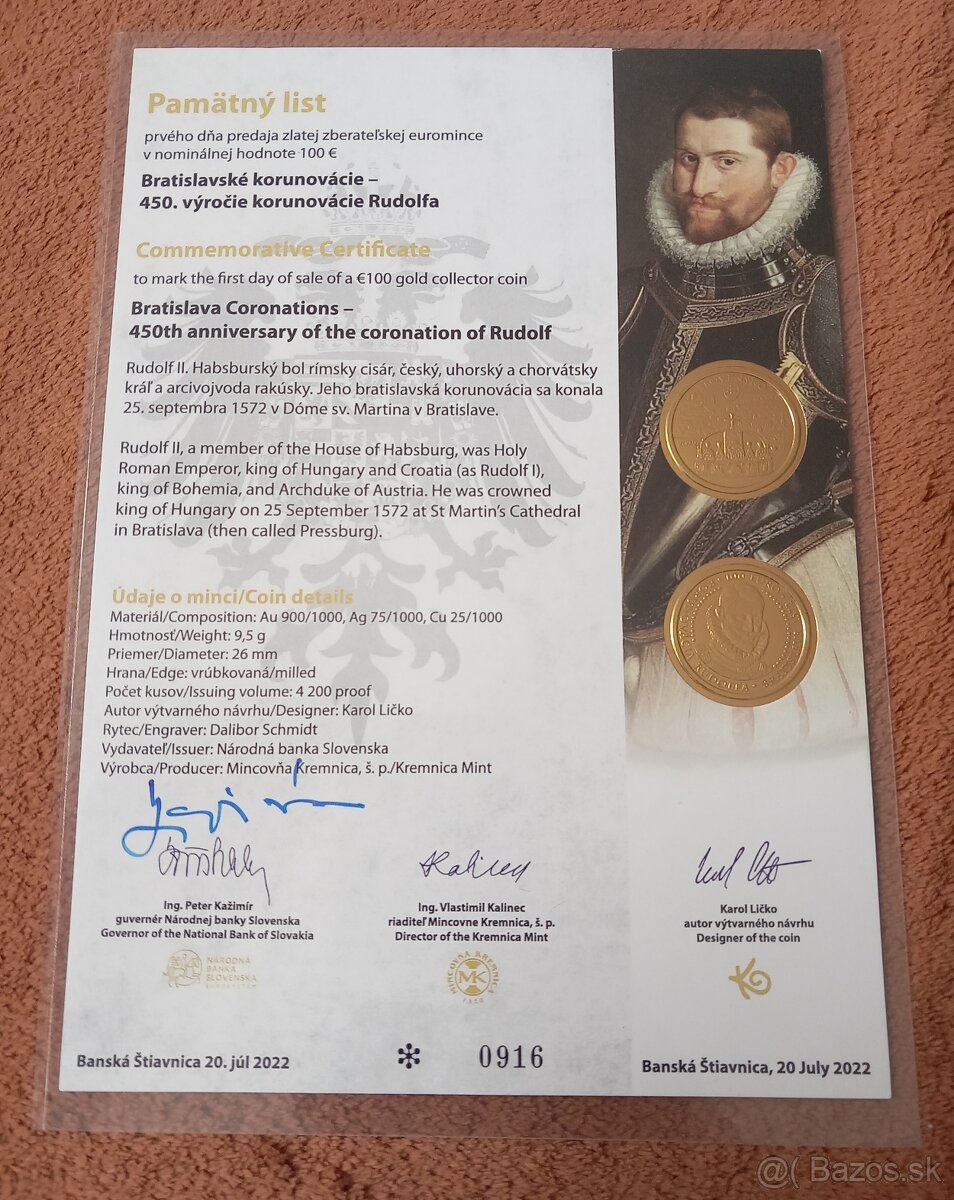 Pamätný list
prvého dňa predaja zlatej zberateľskej euromince
v nominálnej hodnote 100 €
Bratislavské korunovácie –
450. výročie korunovácie Rudolfa
Commemorative Certificate
to mark the first day of sale of a €100 gold collector coin
Bratislava Coronations –
450th anniversary of the coronation of Rudolf
Rudolf II. Habsburský bol rímsky cisár, český, uhorský a chorvátsky
kráľ a arcivojvoda rakúsky. Jeho bratislavská korunovácia sa konala
25. septembra 1572 v Dóme sv. Martina v Bratislave.
Rudolf II, a member of the House of Habsburg, was Holy
Roman Emperor, king of Hungary and Croatia (as Rudolf I),
king of Bohemia, and Archduke of Austria. He was crowned
king of Hungary on 25 September 1572 at St Martin's Cathedral
in Bratislava (then called Pressburg).
Údaje o minci/Coin details
Materiál/Composition: Au 900/1000, Ag 75/1000, Cu 25/1000
Hmotnosť/Weight: 9,5 g
Priemer/Diameter: 26 mm
Hrana/Edge: vrúbkovaná/milled
Počet kusov/Issuing volume: 4 200 proof
Autor výtvarného návrhu/Designer: Karol Ličko
Rytec/Engraver: Dalibor Schmidt
Vydavateľ/Issuer: Národná banka Slovenska
Výrobca/Producer: Mincovňa Kremnica, š. p./Kremnica Mint
Ing. Peter Kažimír
guvernér Národnej banky Slovenska
Governor of the National Bank of Slovakia
NÁRODNÁ
BANKA
SLOVENSKA
EUROSYSTÉM
Kalinec
Ing. Vlastimil Kalinec
riaditeľ Mincovne Kremnica, š. p.
Director of the Kremnica Mint
MINCOVŇA KREMNICA
MK
1328
Karol Ličko
autor výtvarného návrhu
Designer of the coin
Banská Štiavnica 20. júl 2022
0916
Banská Štiavnica, 20 July 2022
@( Bazos.sk